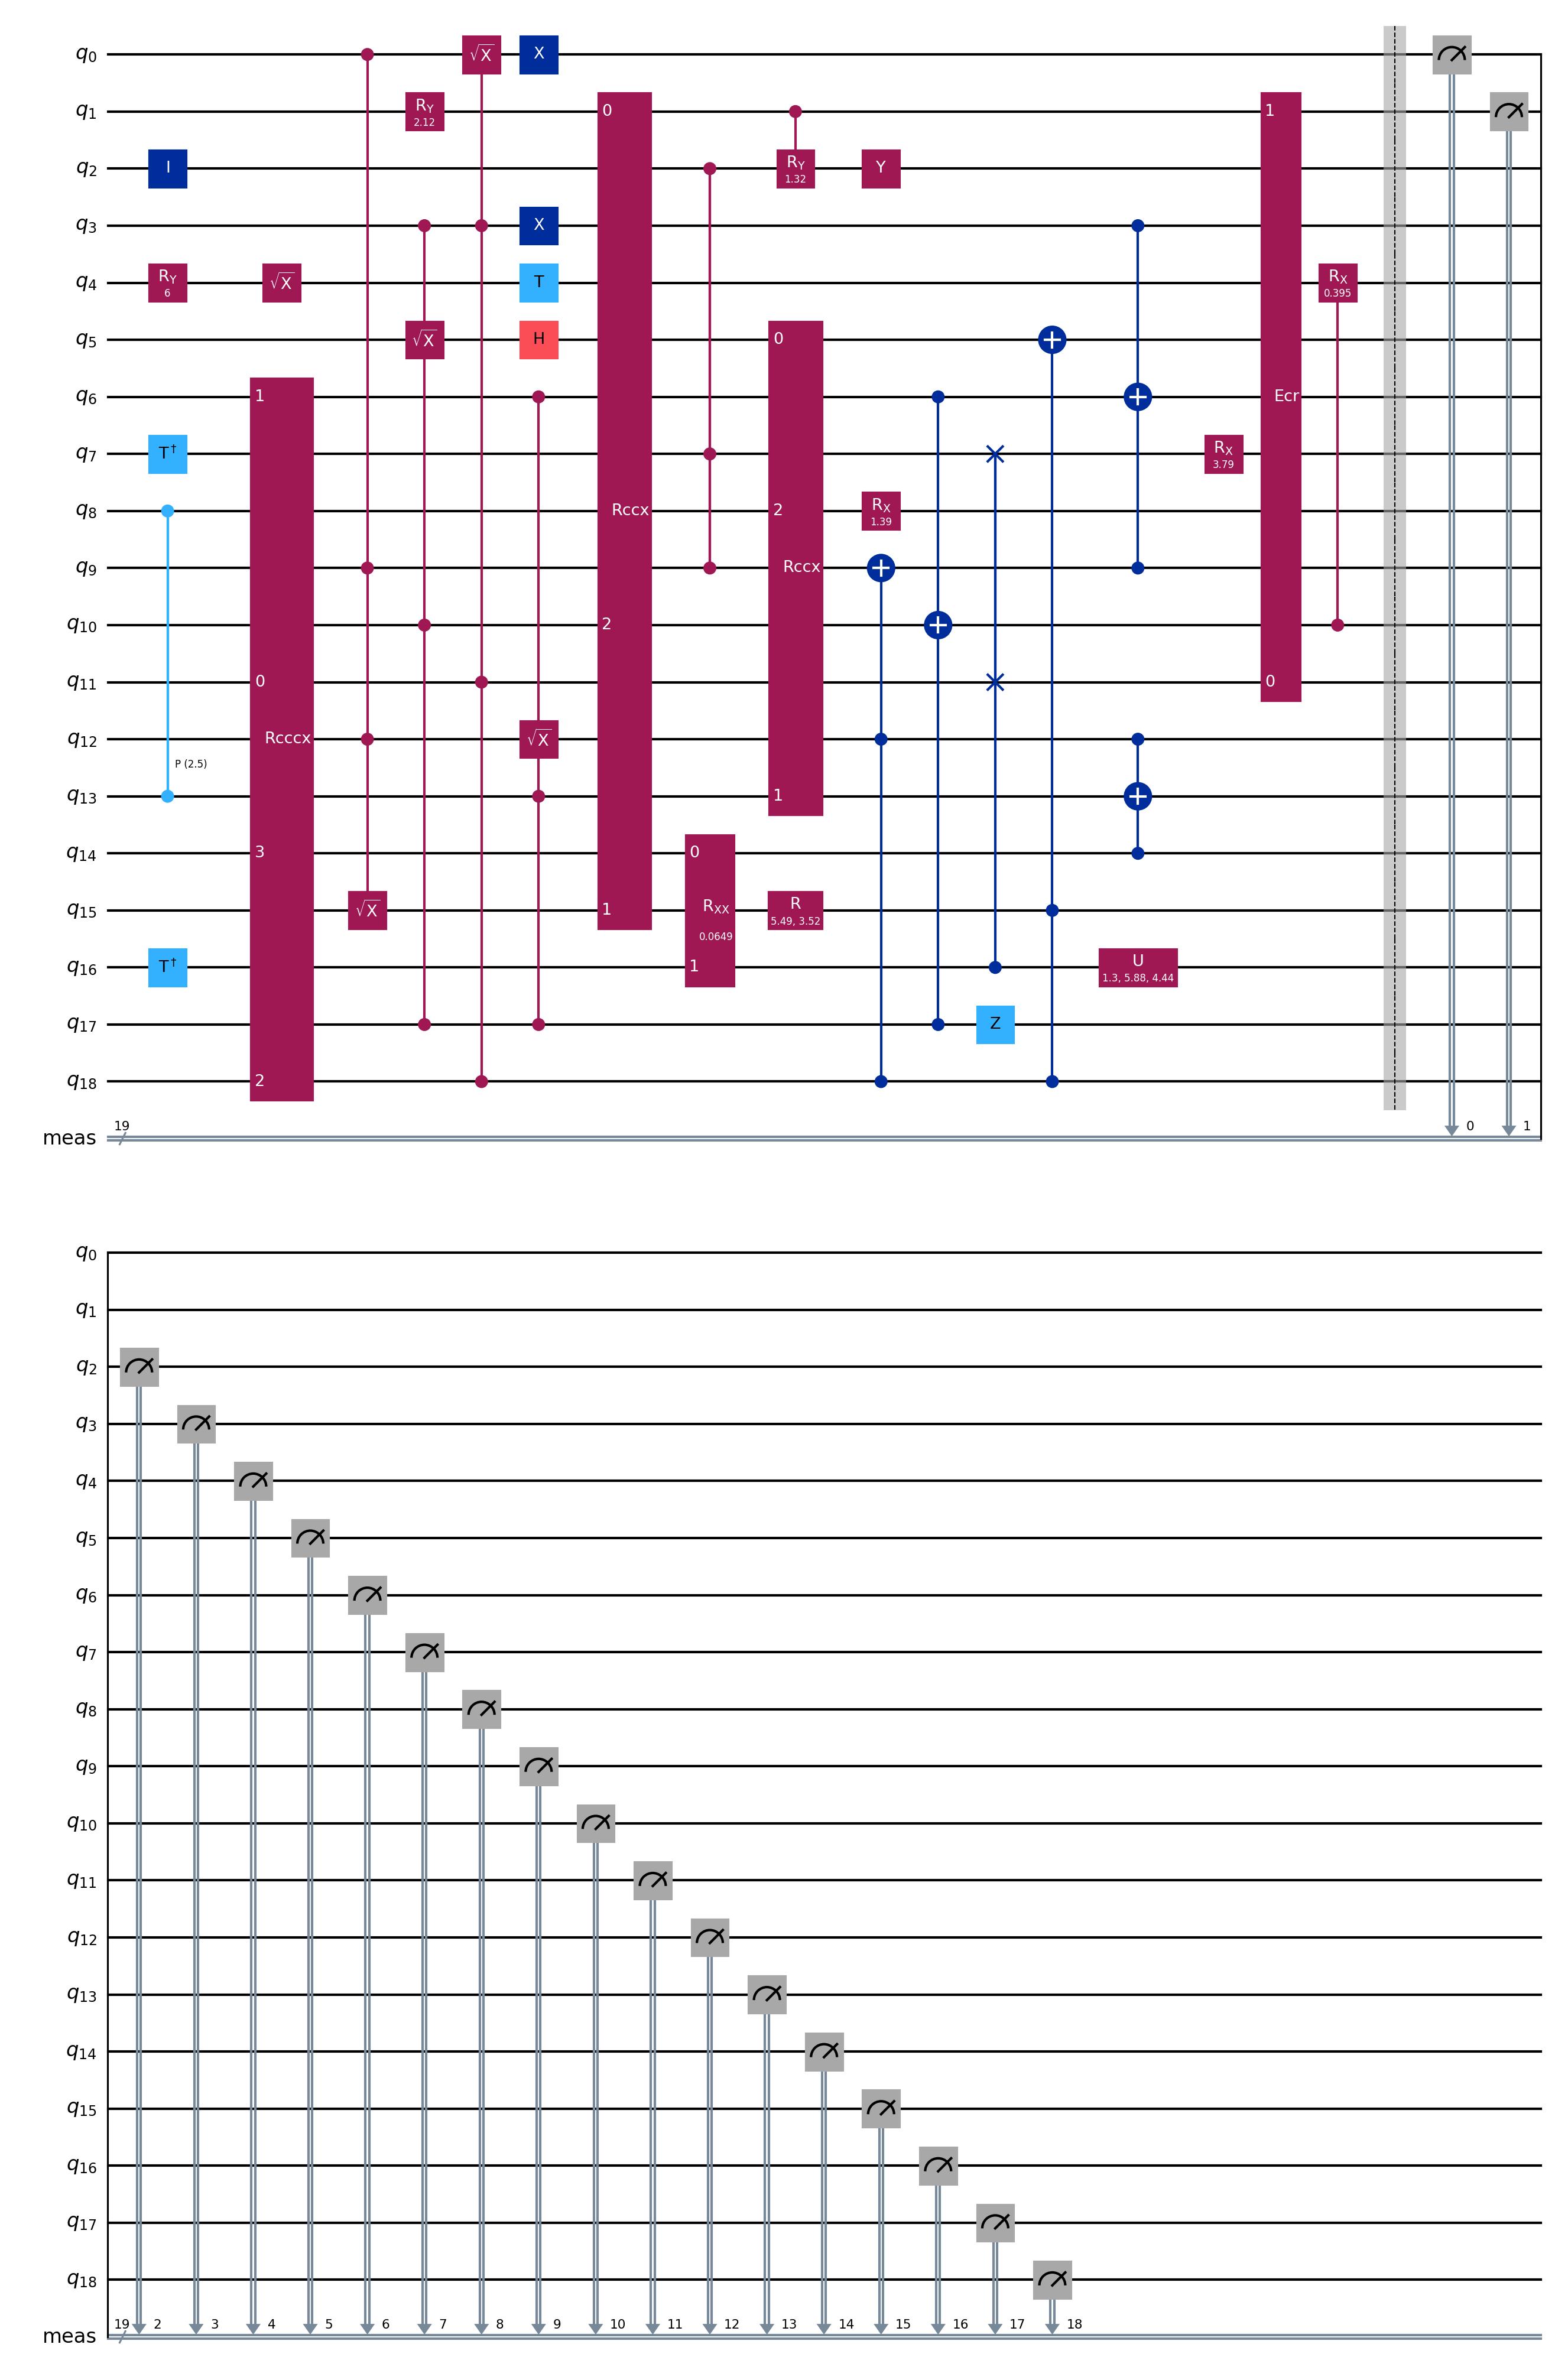 q0 √X X
q1 RY 2.12 0 1
q2 I RY 1.32 Y
q3 X
q4 RY 6 √X T RX 0.395
q5 √X H 0
q6 1 Ecr
q7 T† RX 3.79
q8 Rccx 2 RX 1.39
q9 Rccx
q10 2
q11 0 0
q12 Rcccx √X
P (2.5)
q13 1
q14 3 0
q15 √X 1 RXX R
5.49, 3.52
0.0649
q16 T† 1 U
1.3, 5.88, 4.44
q17 Z
q18 2
meas 19 0 1
q0
q1
q2
q3
q4
q5
q6
q7
q8
q9
q10
q11
q12
q13
q14
q15
q16
q17
q18
meas 19 2 3 4 5 6 7 8 9 10 11 12 13 14 15 16 17 18